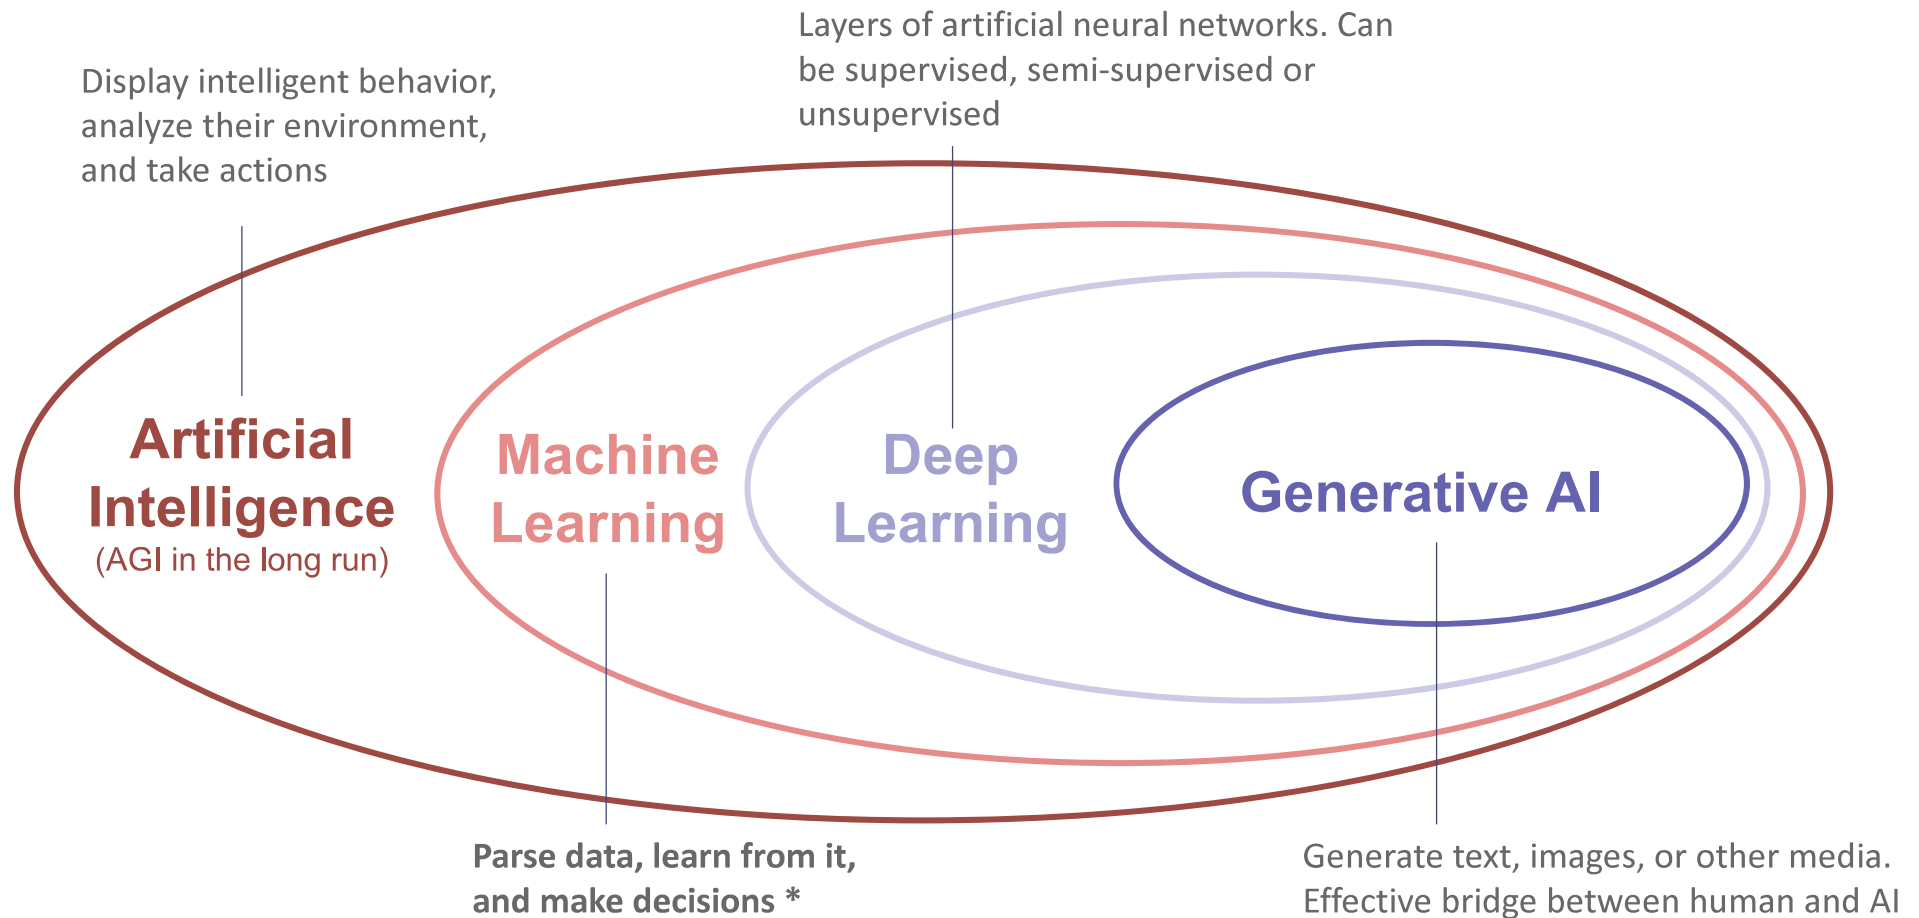 Layers of artificial neural networks. Can
be supervised, semi-supervised or
unsupervised
Display intelligent behavior,
analyze their environment,
and take actions
Artificial
Intelligence
(AGI in the long run)
Machine
Learning
Deep
Learning
Generative AI
Parse data, learn from it,
and make decisions *
Generate text, images, or other media.
Effective bridge between human and AI